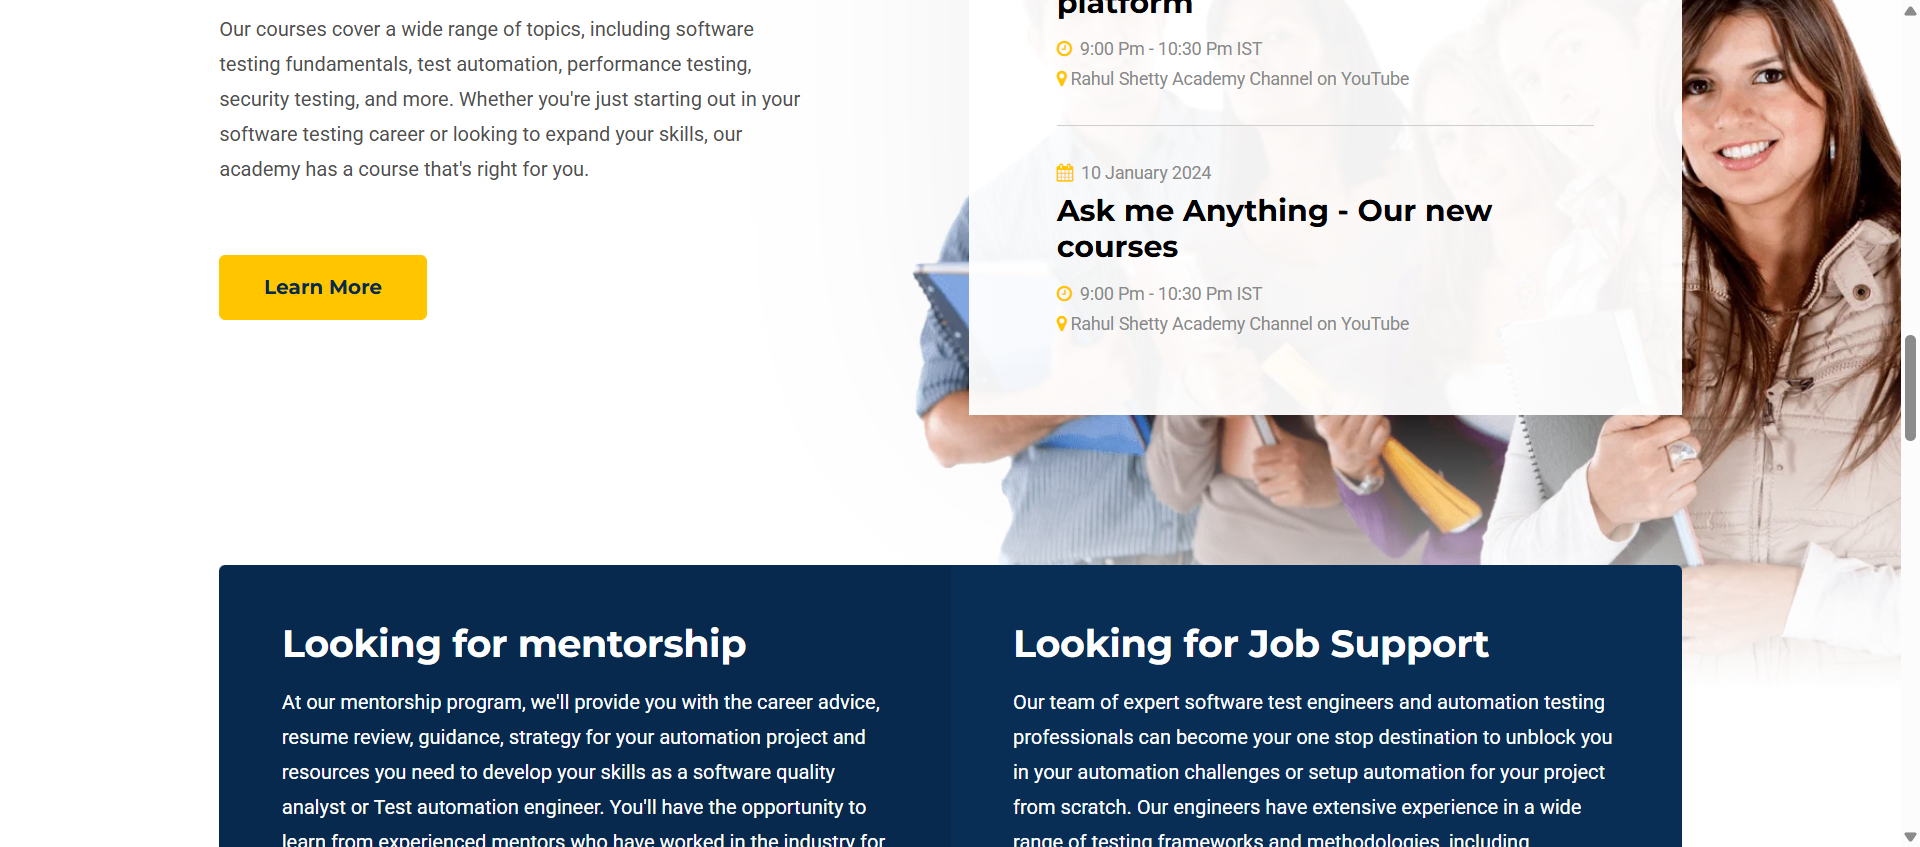 Our courses cover a wide range of topics, including software
testing fundamentals, test automation, performance testing,
security testing, and more. Whether you're just starting out in your
software testing career or looking to expand your skills, our
academy has a course that's right for you.
Learn More
platform
9:00 Pm - 10:30 Pm IST
Rahul Shetty Academy Channel on YouTube
10 January 2024
Ask me Anything - Our new
courses
9:00 Pm - 10:30 Pm IST
Rahul Shetty Academy Channel on YouTube
Looking for mentorship
At our mentorship program, we'll provide you with the career advice,
resume review, guidance, strategy for your automation project and
resources you need to develop your skills as a software quality
analyst or Test automation engineer. You'll have the opportunity to
learn from experienced mentors who have worked in the industry for
Looking for Job Support
Our team of expert software test engineers and automation testing
professionals can become your one stop destination to unblock you
in your automation challenges or setup automation for your project
from scratch. Our engineers have extensive experience in a wide
range of testing frameworks and methodologies, including